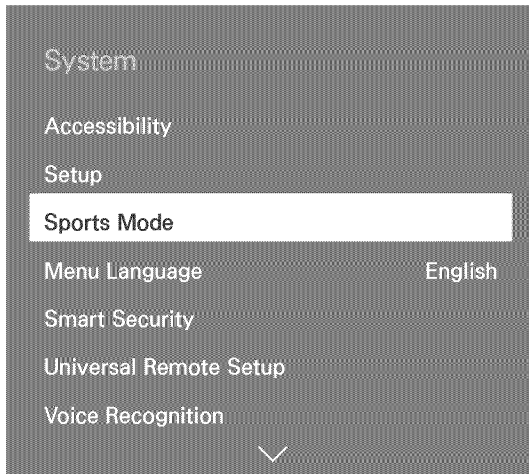 System
Accessibility
Setup
Sports Mode
Menu Language English
Smart Security
Universal Remote Setup
Voice Recognition